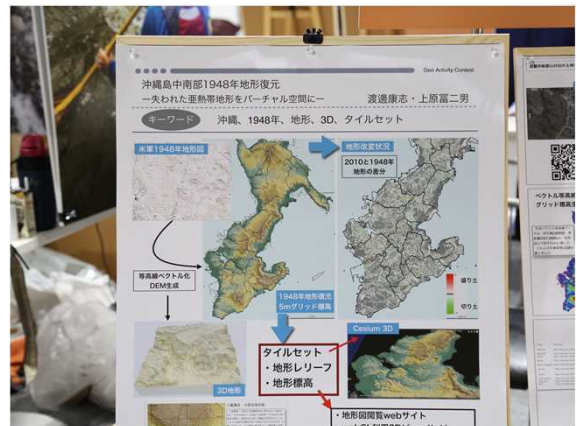 Geo Activity Contest
沖縄島中南部1948年地形復元
ー失われた亜熱帯地形をバーチャル空間にー
渡邊康志・上原冨二男
キーワード
沖縄、1948年、地形、3D、タイルセット
米軍1948年地形図
地形改変状況
2010と1948年
地形の差分
等高線ベクトル化
DEM生成
盛り土
切り土
1948年地形復元
5mグリッド標高
3D地形
タイルセット
・地形レリーフ
・地形標高
Cesium 3D
・地形図閲覧webサイト
ベクトル等高線
グリッド標高